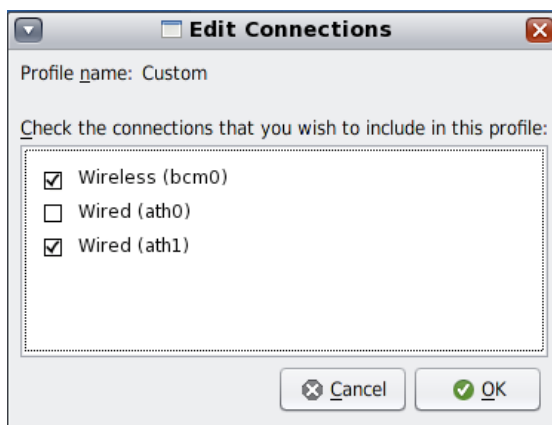 Edit Connections
Profile name: Custom
Check the connections that you wish to include in this profile:
Wireless (bcm0)
Wired (ath0)
Wired (ath1)
Cancel OK